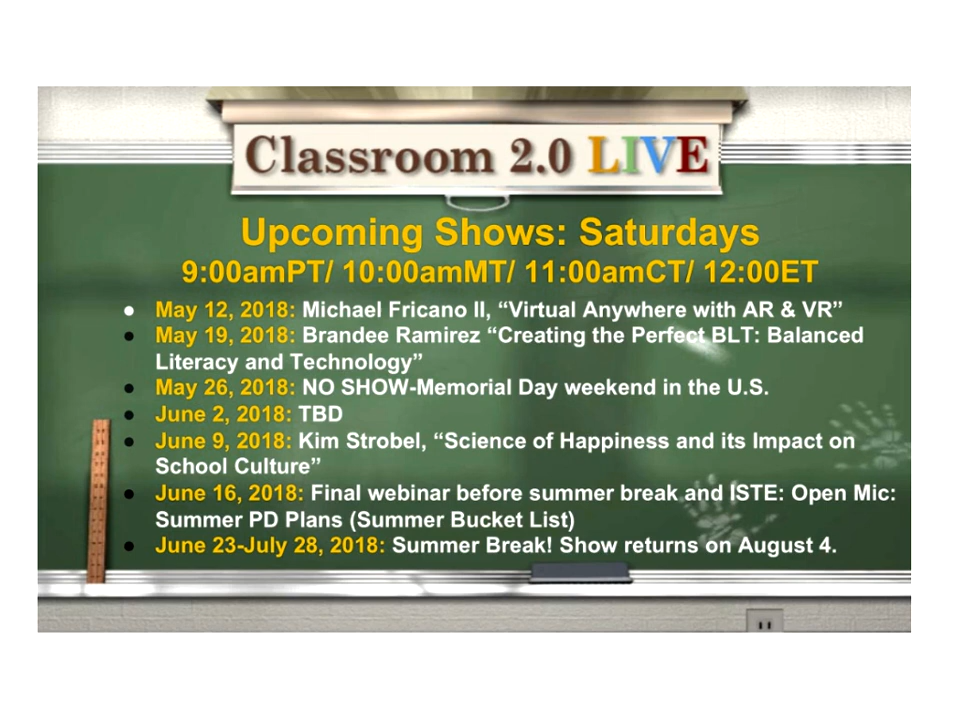 Classroom 2.0 LIVE
Upcoming Shows: Saturdays
9:00amPT/ 10:00amMT/ 11:00amCT/ 12:00ET
● May 12, 2018: Michael Fricano II, “Virtual Anywhere with AR & VR”
● May 19, 2018: Brandee Ramirez “Creating the Perfect BLT: Balanced
Literacy and Technology”
● May 26, 2018: NO SHOW-Memorial Day weekend in the U.S.
● June 2, 2018: TBD
● June 9, 2018: Kim Strobel, “Science of Happiness and its Impact on
School Culture”
● June 16, 2018: Final webinar before summer break and ISTE: Open Mic:
Summer PD Plans (Summer Bucket List)
● June 23-July 28, 2018: Summer Break! Show returns on August 4.